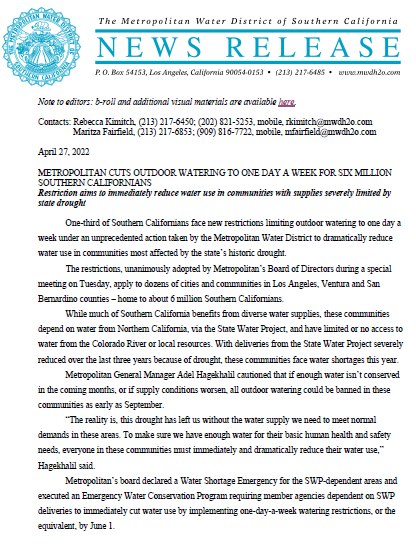 The Metropolitan Water District of Southern California
NEWS RELEASE
P. O. Box 54153, Los Angeles, California 90054-0153 • (213) 217-6485 • www.mwdh2o.com
Note to editors: b-roll and additional visual materials are available here.
Contacts: Rebecca Kimitch, (213) 217-6450; (202) 821-5253, mobile, rkimitch@mwdh2o.com
Maritza Fairfield, (213) 217-6853; (909) 816-7722, mobile, mfairfield@mwdh2o.com
April 27, 2022
METROPOLITAN CUTS OUTDOOR WATERING TO ONE DAY A WEEK FOR SIX MILLION
SOUTHERN CALIFORNIANS
Restriction aims to immediately reduce water use in communities with supplies severely limited by
state drought
One-third of Southern Californians face new restrictions limiting outdoor watering to one day a
week under an unprecedented action taken by the Metropolitan Water District to dramatically reduce
water use in communities most affected by the state's historic drought.
The restrictions, unanimously adopted by Metropolitan's Board of Directors during a special
meeting on Tuesday, apply to dozens of cities and communities in Los Angeles, Ventura and San
Bernardino counties – home to about 6 million Southern Californians.
While much of Southern California benefits from diverse water supplies, these communities
depend on water from Northern California, via the State Water Project, and have limited or no access to
water from the Colorado River or local resources. With deliveries from the State Water Project severely
reduced over the last three years because of drought, these communities face water shortages this year.
Metropolitan General Manager Adel Hagekhalil cautioned that if enough water isn't conserved
in the coming months, or if supply conditions worsen, all outdoor watering could be banned in these
communities as early as September.
"The reality is, this drought has left us without the water supply we need to meet normal
demands in these areas. To make sure we have enough water for their basic human health and safety
needs, everyone in these communities must immediately and dramatically reduce their water use,"
Hagekhalil said.
Metropolitan's board declared a Water Shortage Emergency for the SWP-dependent areas and
executed an Emergency Water Conservation Program requiring member agencies dependent on SWP
deliveries to immediately cut water use by implementing one-day-a-week watering restrictions, or the
equivalent, by June 1.